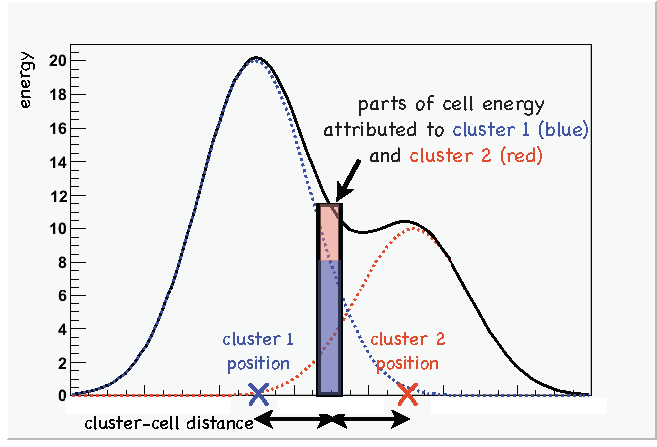 energy
20
18
16
14
12
10
8
6
4
2
0
parts of cell energy
attributed to cluster 1 (blue)
and cluster 2 (red)
cluster 1
position
cluster 2
position
cluster-cell distance